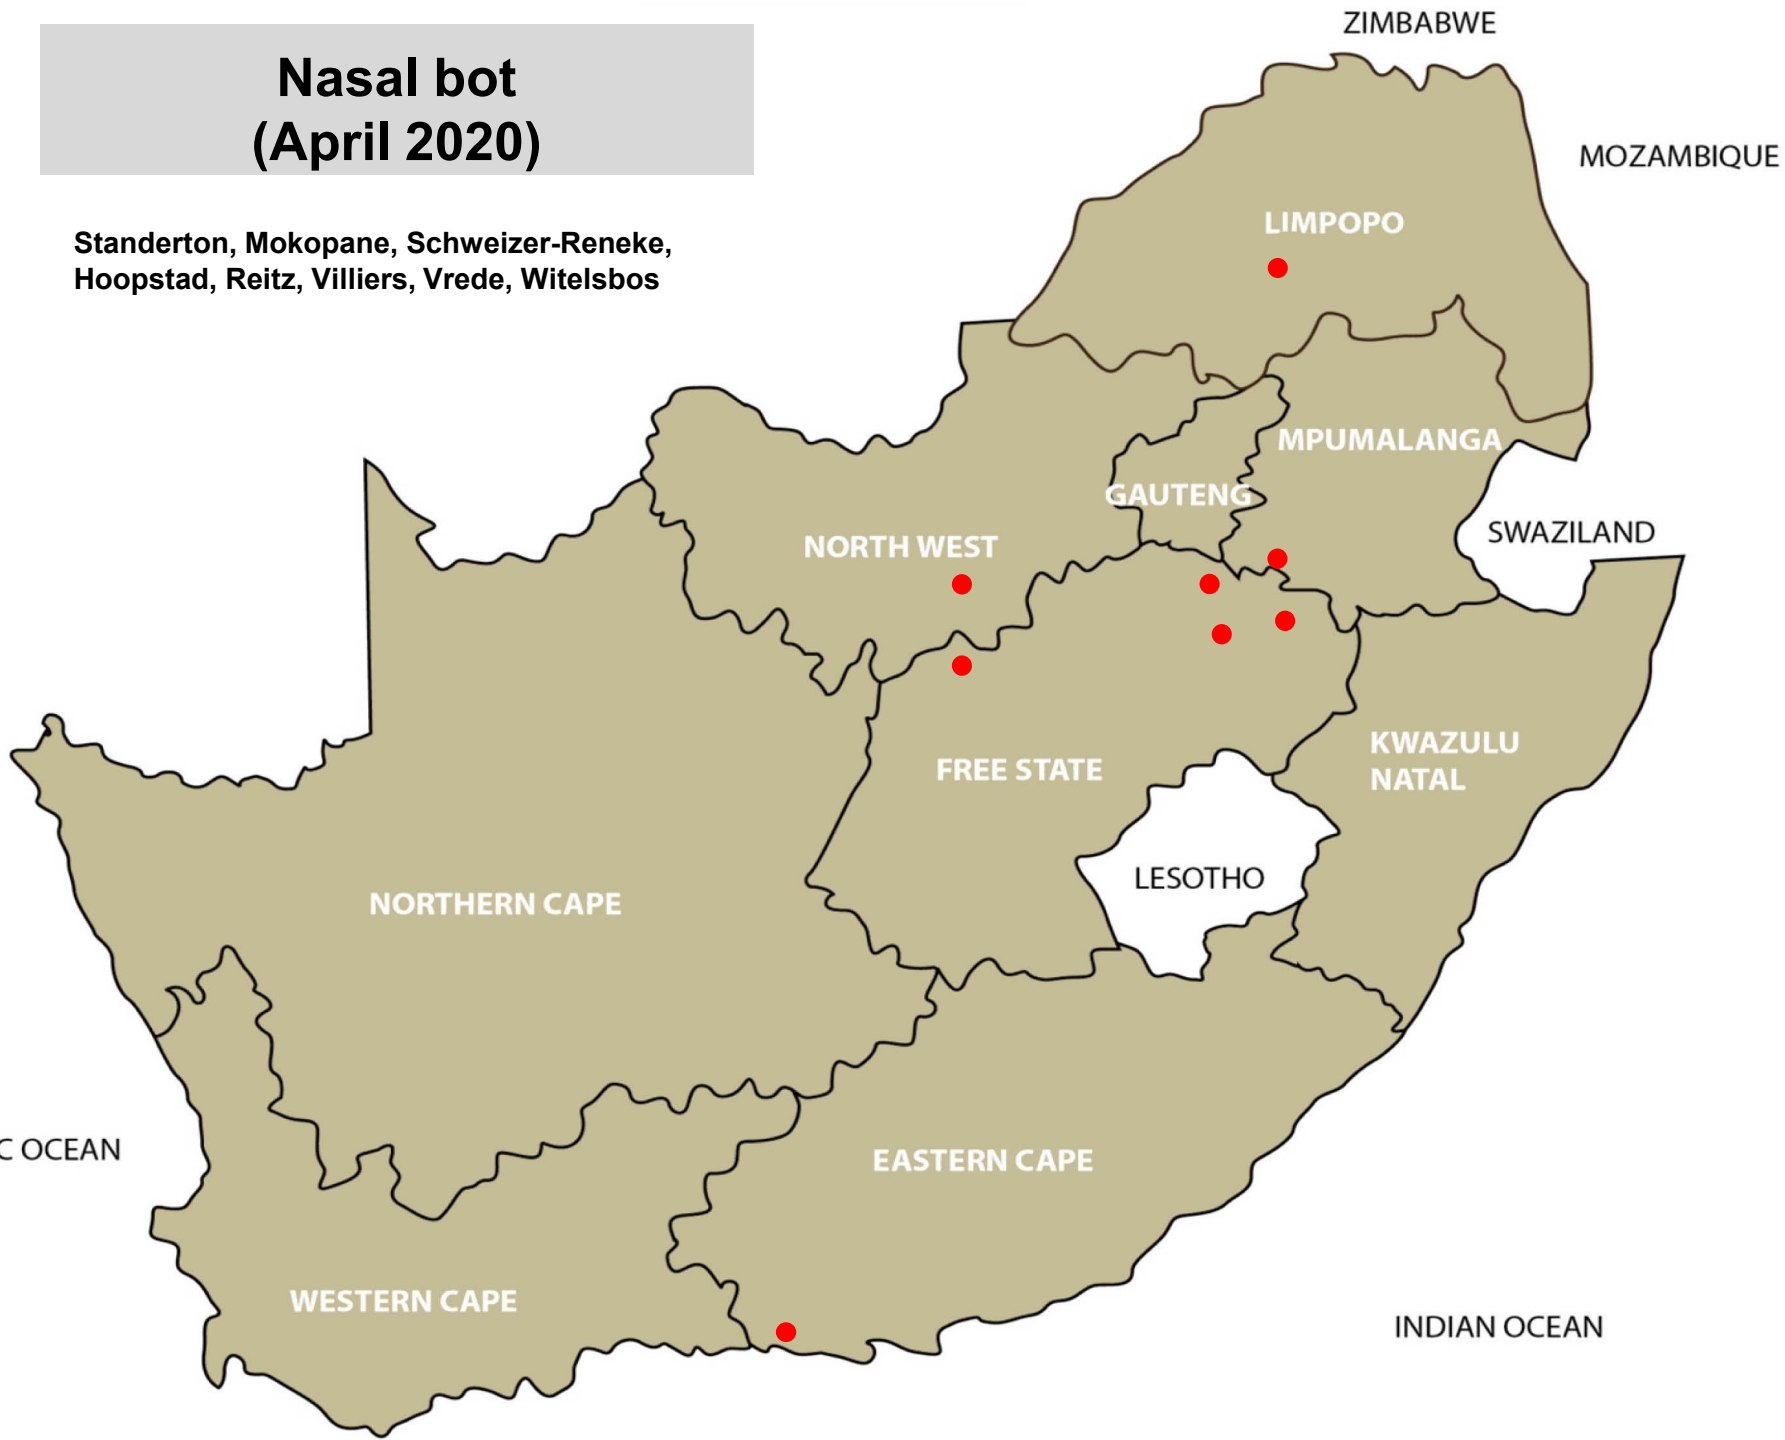 Nasal bot
(April 2020)
Standerton, Mokopane, Schweizer-Reneke,
Hoopstad, Reitz, Villiers, Vrede, Witelsbos
ZIMBABWE
MOZAMBIQUE
LIMPOPO
MPUMALANGA
GAUTENG
SWAZILAND
NORTH WEST
KWAZULU
NATAL
FREE STATE
LESOTHO
NORTHERN CAPE
C OCEAN
EASTERN CAPE
WESTERN CAPE
INDIAN OCEAN